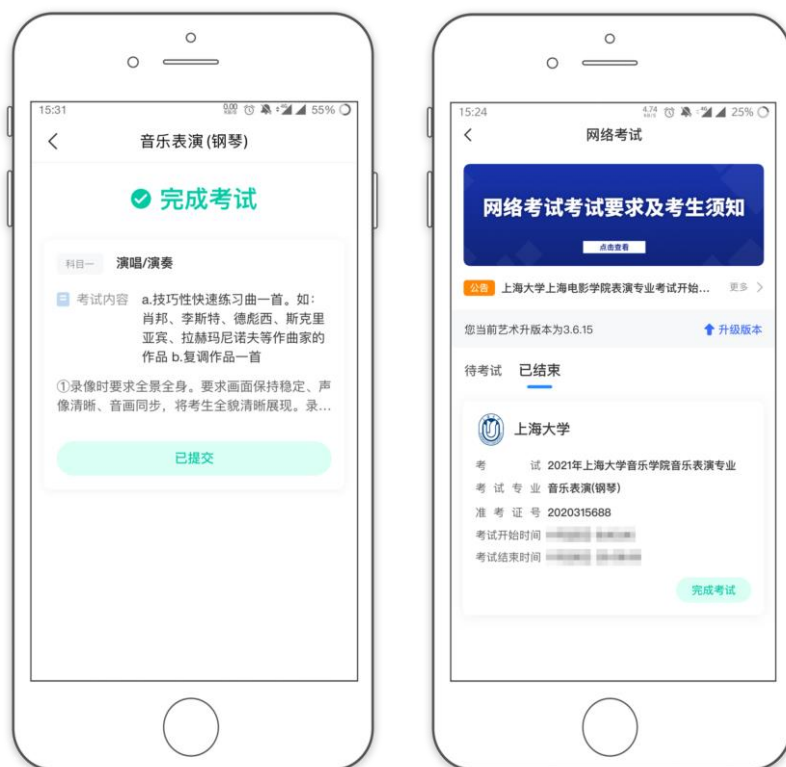 15:31
0.00
KB/S
4G
55%
音乐表演(钢琴)
完成考试
科目一 演唱/演奏
考试内容 a.技巧性快速练习曲一首。如：
肖邦、李斯特、德彪西、斯克里
亚宾、拉赫玛尼诺夫等作曲家的
作品 b.复调作品一首
①录像时要求全景全身。要求画面保持稳定、声
像清晰、音画同步，将考生全貌清晰展现。录...
已提交
15:24
4.74
KB/S
4G
25%
网络考试
网络考试考试要求及考生须知
点击查看
公告 上海大学上海电影学院表演专业考试开始... 更多
您当前艺术升版本为3.6.15 升级版本
待考试 已结束
上海大学
考 试 2021年上海大学音乐学院音乐表演专业
考试专业 音乐表演(钢琴)
准考证号 2020315688
考试开始时间
考试结束时间
完成考试